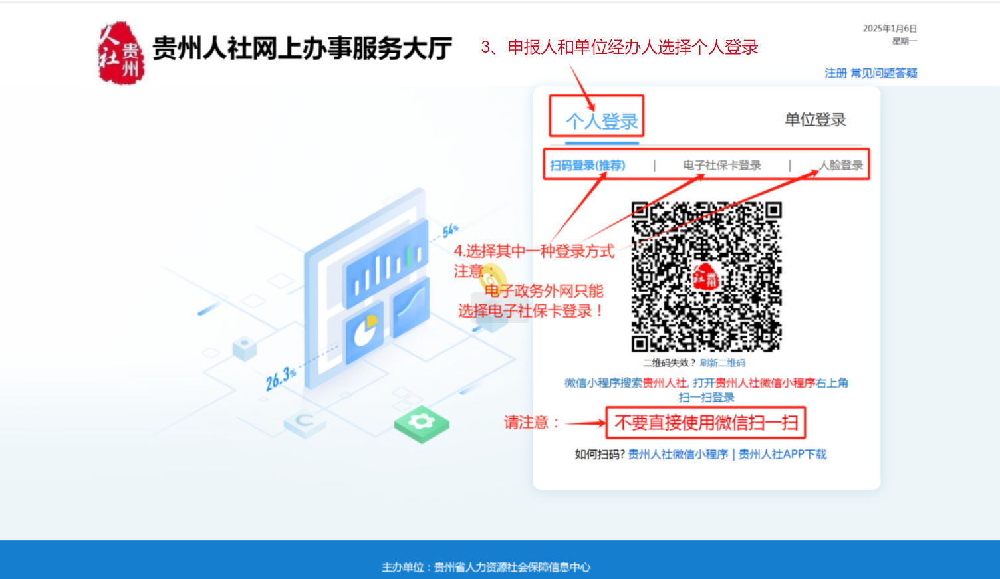 人社
贵州
贵州人社网上办事服务大厅
3、申报人和单位经办人选择个人登录
2025年1月6日
星期一
注册 常见问题答疑
个人登录
单位登录
扫码登录(推荐) | 电子社保卡登录 | 人脸登录
54%
4.选择其中一种登录方式
注意：
电子政务外网只能
选择电子社保卡登录！
人社
贵州
26.3%
C
二维码失效？ 刷新二维码
微信小程序搜索贵州人社, 打开贵州人社微信小程序右上角
扫一扫登录
请注意：
不要直接使用微信扫一扫
如何扫码? 贵州人社微信小程序 | 贵州人社APP下载
主办单位：贵州省人力资源社会保障信息中心